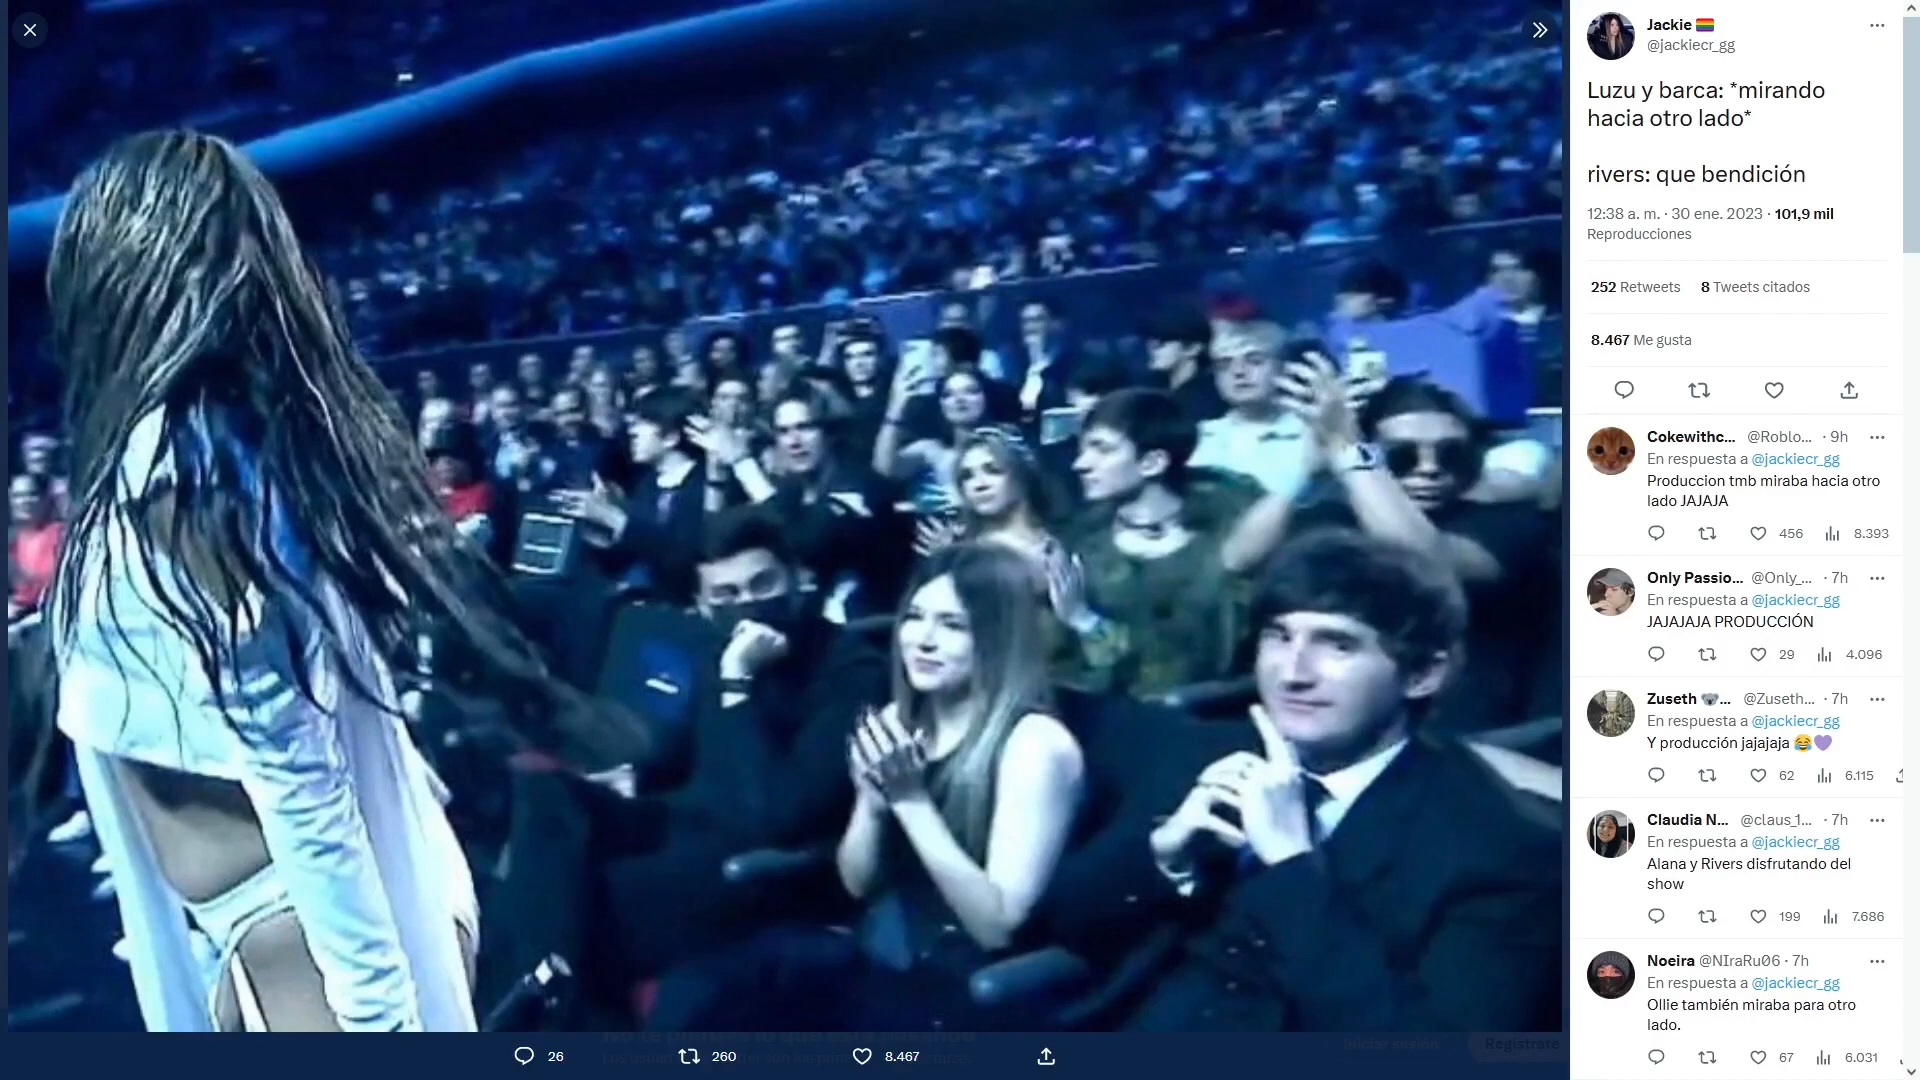 Jackie 🏳️‍🌈
@jackiecr_gg
Luzu y barca: *mirando
hacia otro lado*
rivers: que bendición
12:38 a. m. · 30 ene. 2023 · 101,9 mil
Reproducciones
252 Retweets 8 Tweets citados
8.467 Me gusta
Cokewithc... @Roblo... · 9h
En respuesta a @jackiecr_gg
Produccion tmb miraba hacia otro
lado JAJAJA
456 8.393
Only Passio... @Only_... · 7h
En respuesta a @jackiecr_gg
JAJAJAJA PRODUCCIÓN
29 4.096
Zuseth 🐨... @Zuseth... · 7h
En respuesta a @jackiecr_gg
Y producción jajajaja 😂💜
62 6.115
Claudia N... @claus_1... · 7h
En respuesta a @jackiecr_gg
Alana y Rivers disfrutando del
show
199 7.686
Noeira @NIraRu06 · 7h
En respuesta a @jackiecr_gg
Ollie también miraba para otro
lado.
67 6.031
26 260 8.467
Iniciar sesión Regístrate